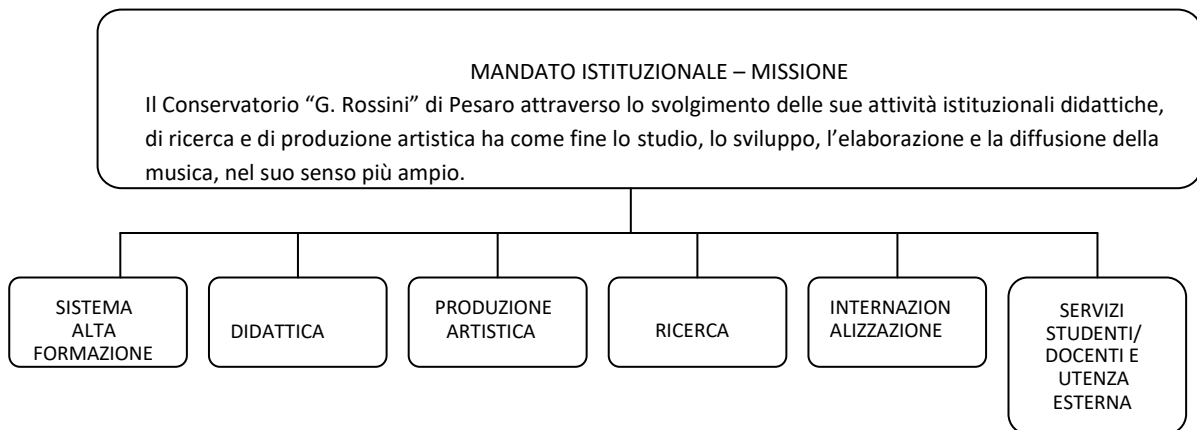 MANDATO ISTITUZIONALE – MISSIONE
Il Conservatorio “G. Rossini” di Pesaro attraverso lo svolgimento delle sue attività istituzionali didattiche,
di ricerca e di produzione artistica ha come fine lo studio, lo sviluppo, l’elaborazione e la diffusione della
musica, nel suo senso più ampio.
SISTEMA
ALTA
FORMAZIONE
DIDATTICA
PRODUZIONE
ARTISTICA
RICERCA
INTERNAZION
ALIZZAZIONE
SERVIZI
STUDENTI/
DOCENTI E
UTENZA
ESTERNA